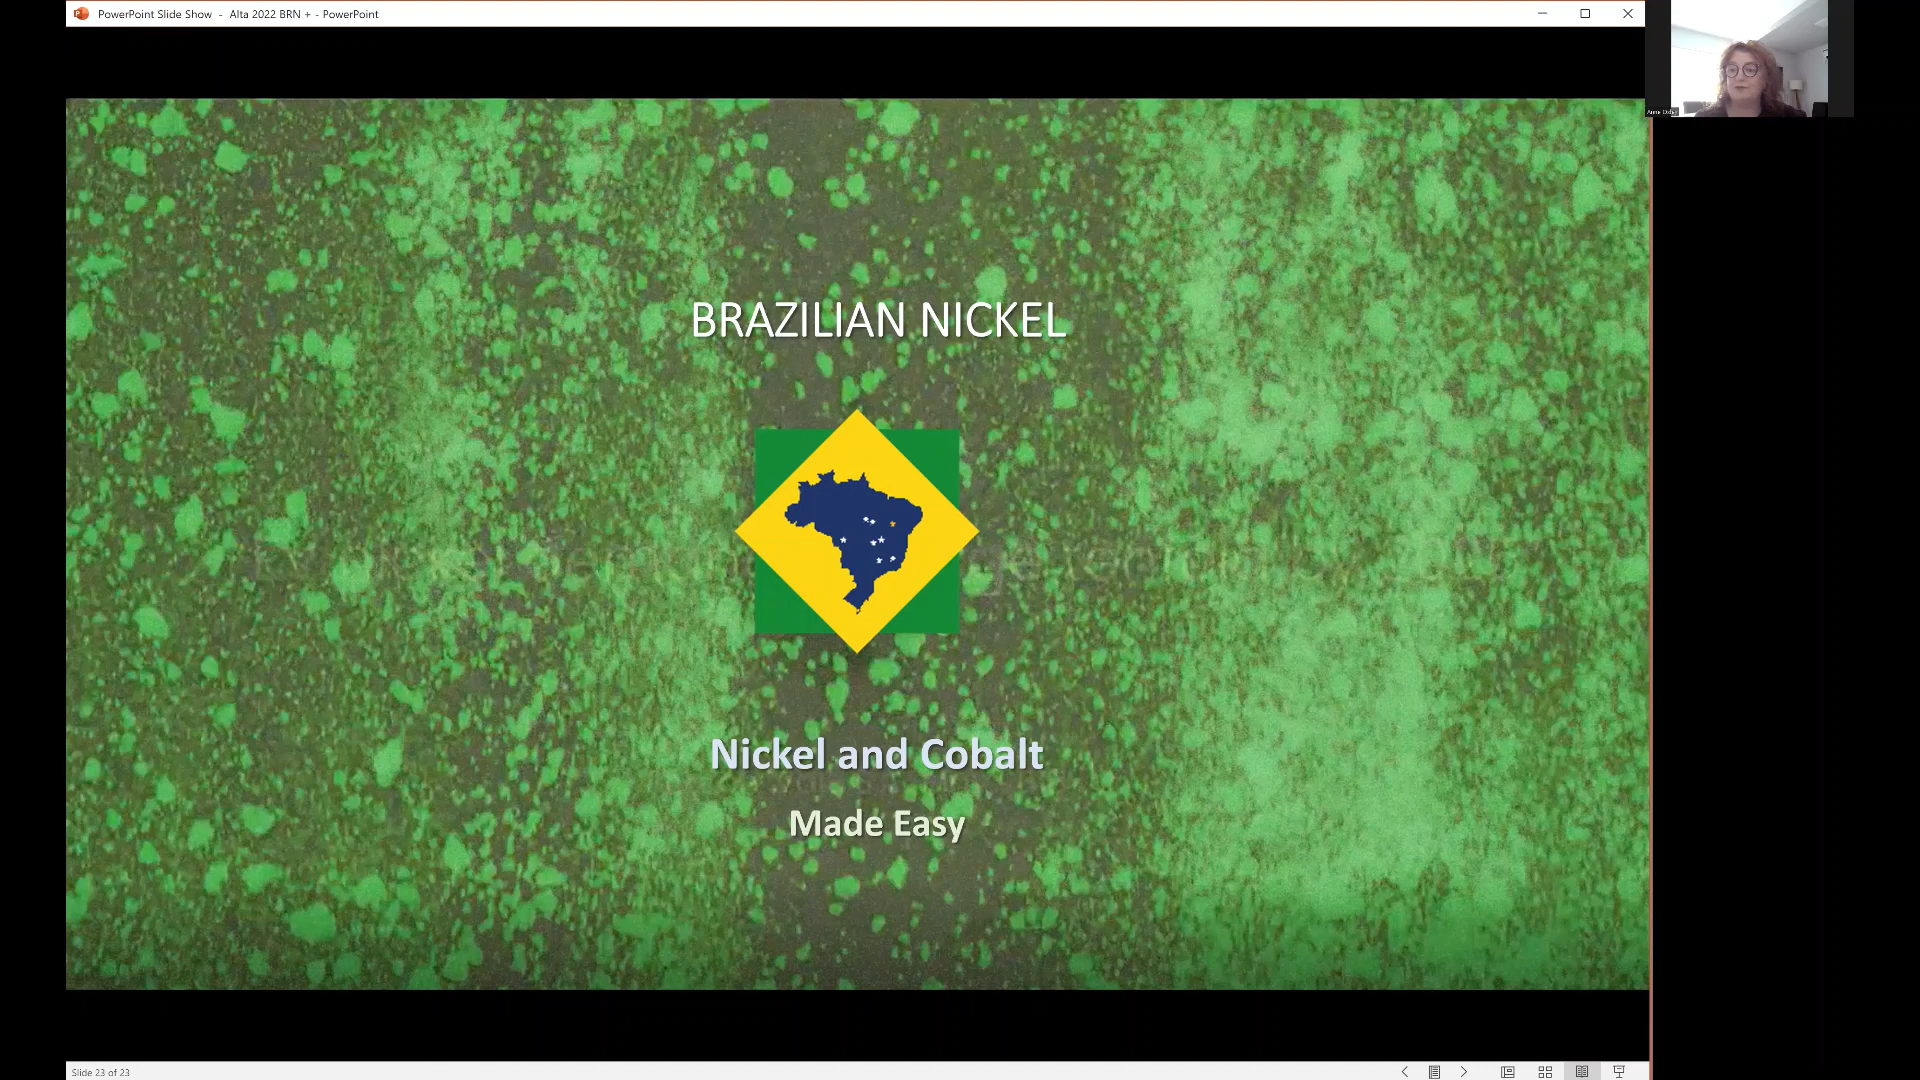 PowerPoint Slide Show - Alta 2022 BRN + - PowerPoint
BRAZILIAN NICKEL
Nickel and Cobalt
Made Easy
Slide 23 of 23